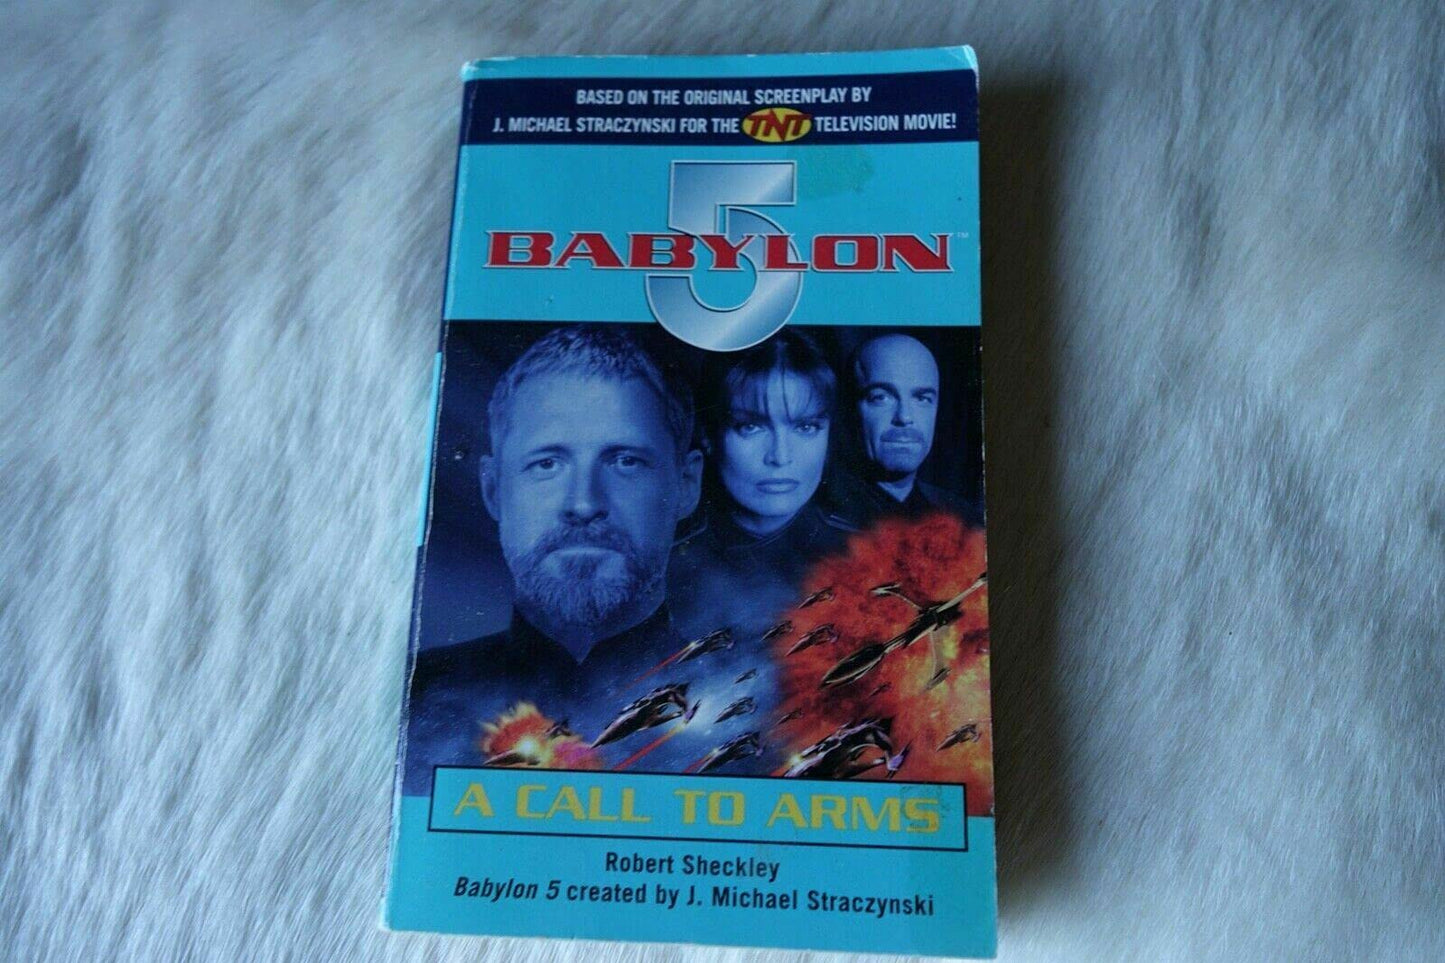 BASED ON THE ORIGINAL SCREENPLAY BY
J. MICHAEL STRACZYNSKI FOR THE TNT TELEVISION MOVIE!
5
BABYLON™
A CALL TO ARMS
Robert Sheckley
Babylon 5 created by J. Michael Straczynski